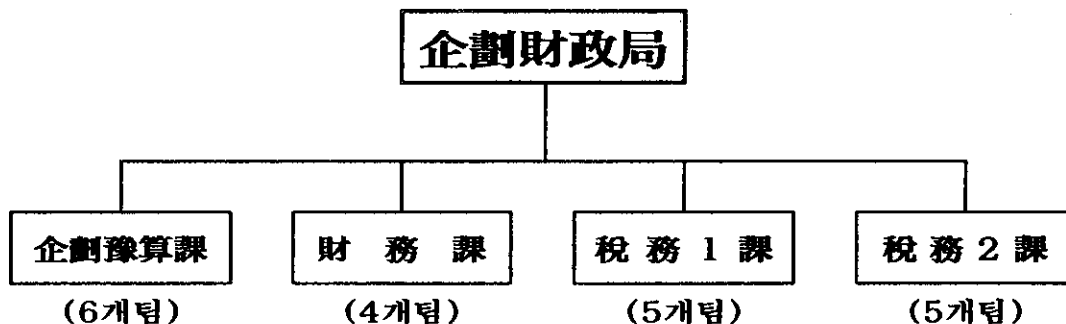 企劃財政局
企劃豫算課 財務課 稅務1課 稅務2課
(6개팀) (4개팀) (5개팀) (5개팀)